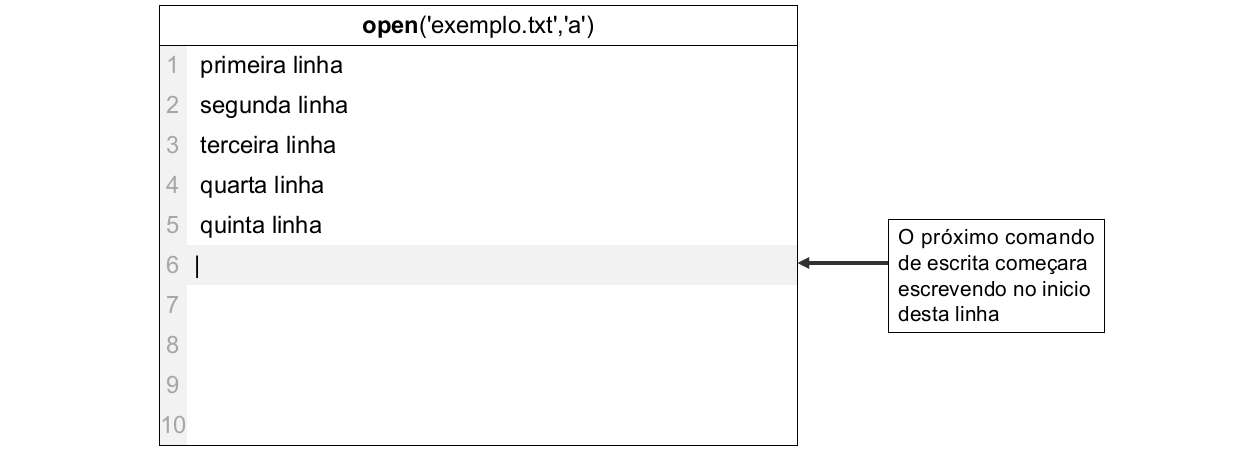 open('exemplo.txt','a')
1 primeira linha
2 segunda linha
3 terceira linha
4 quarta linha
5 quinta linha
6
7
8
9
10
O próximo comando
de escrita começara
escrevendo no inicio
desta linha